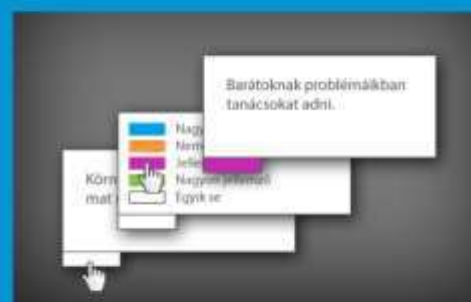 Barátoknak problémáikban
tanácsokat adni.
Nagy
Nem
Jelle
Nagyon jellemző
Egyik se
Körn
mat